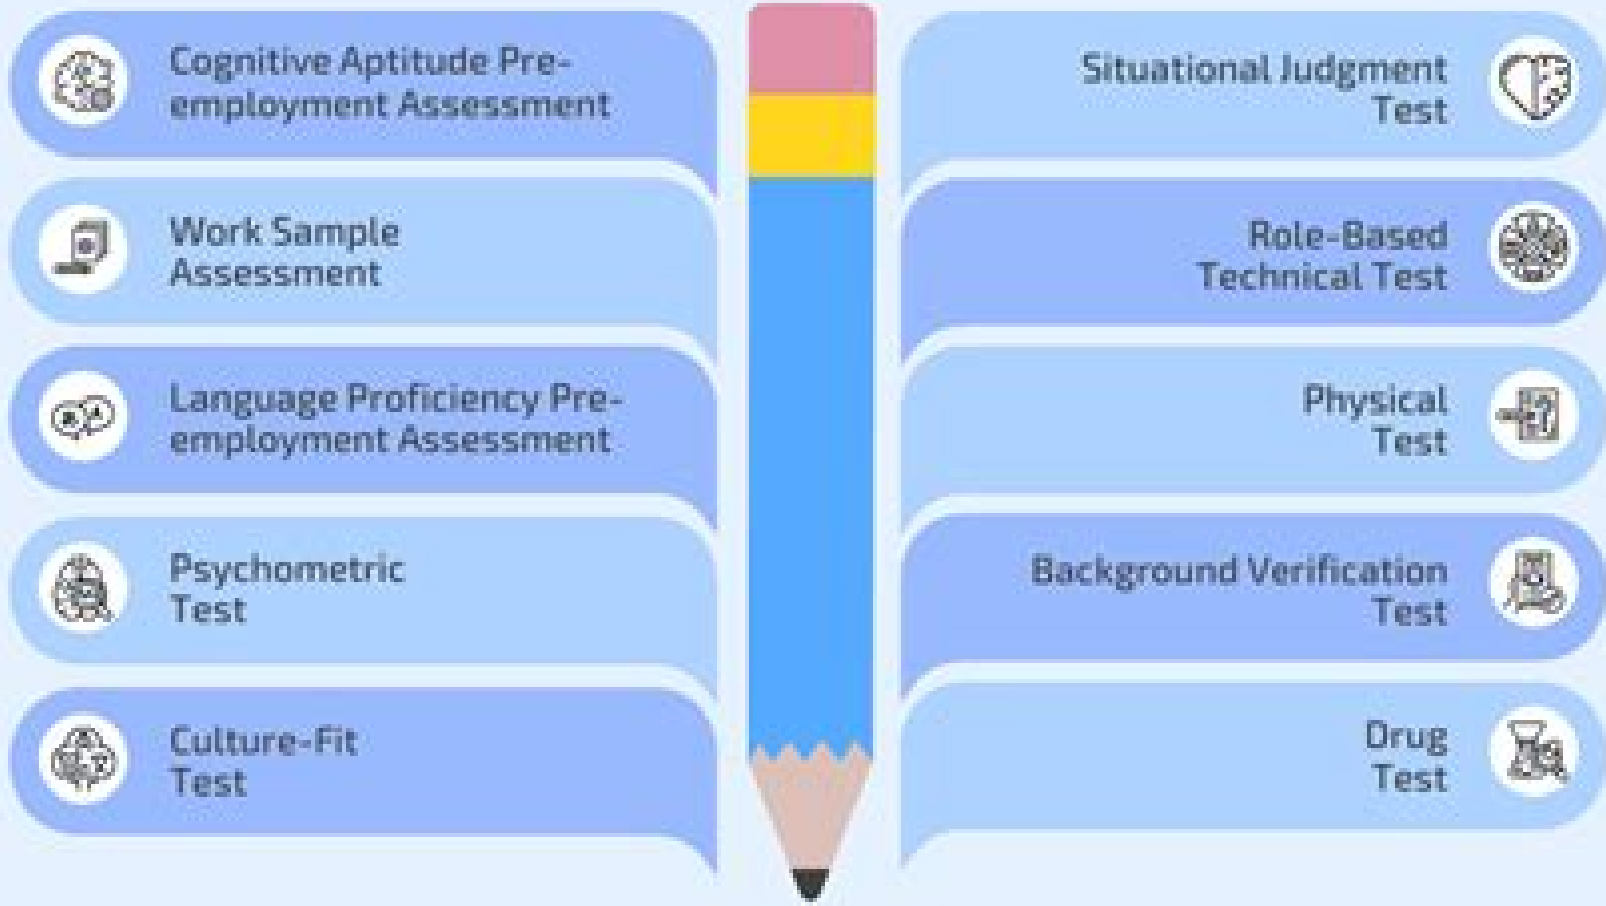 Cognitive Aptitude Pre-
employment Assessment
Work Sample
Assessment
Language Proficiency Pre-
employment Assessment
Psychometric
Test
Culture-Fit
Test
Situational Judgment
Test
Role-Based
Technical Test
Physical
Test
Background Verification
Test
Drug
Test